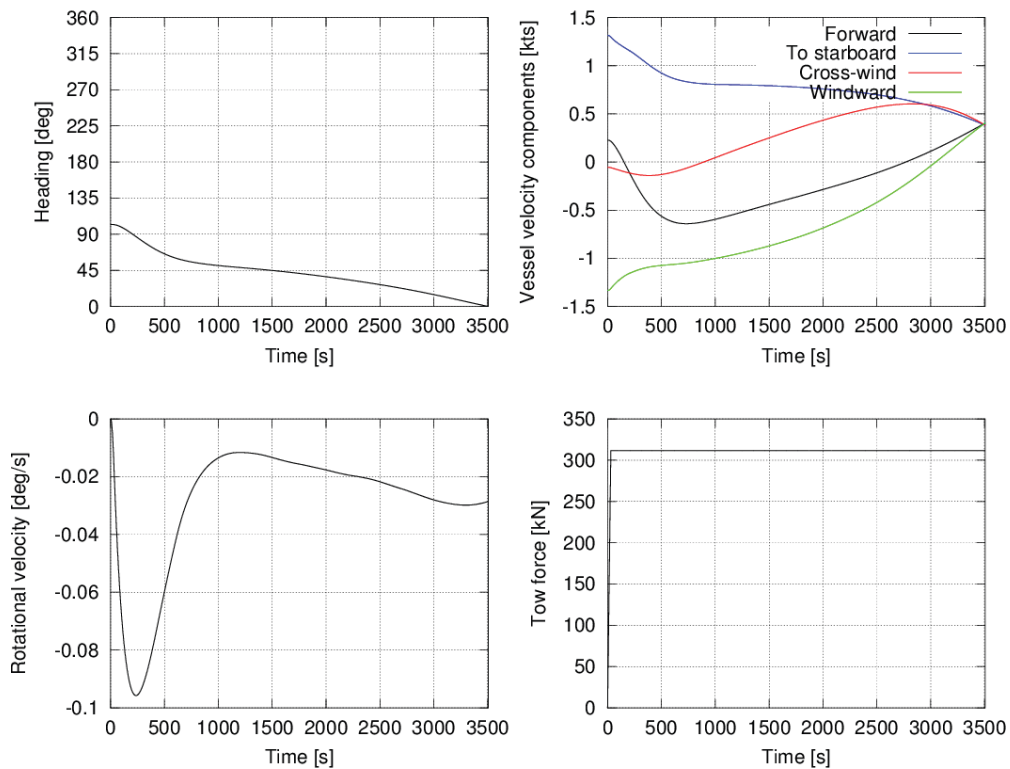 Heading [deg]
360
315
270
225
180
135
90
45
0
0 500 1000 1500 2000 2500 3000 3500
Time [s]
Vessel velocity components [kts]
1.5
1
0.5
0
-0.5
-1
-1.5
Forward
To starboard
Cross-wind
Windward
0 500 1000 1500 2000 2500 3000 3500
Time [s]
Rotational velocity [deg/s]
0
-0.02
-0.04
-0.06
-0.08
-0.1
0 500 1000 1500 2000 2500 3000 3500
Time [s]
Tow force [kN]
350
300
250
200
150
100
50
0
0 500 1000 1500 2000 2500 3000 3500
Time [s]